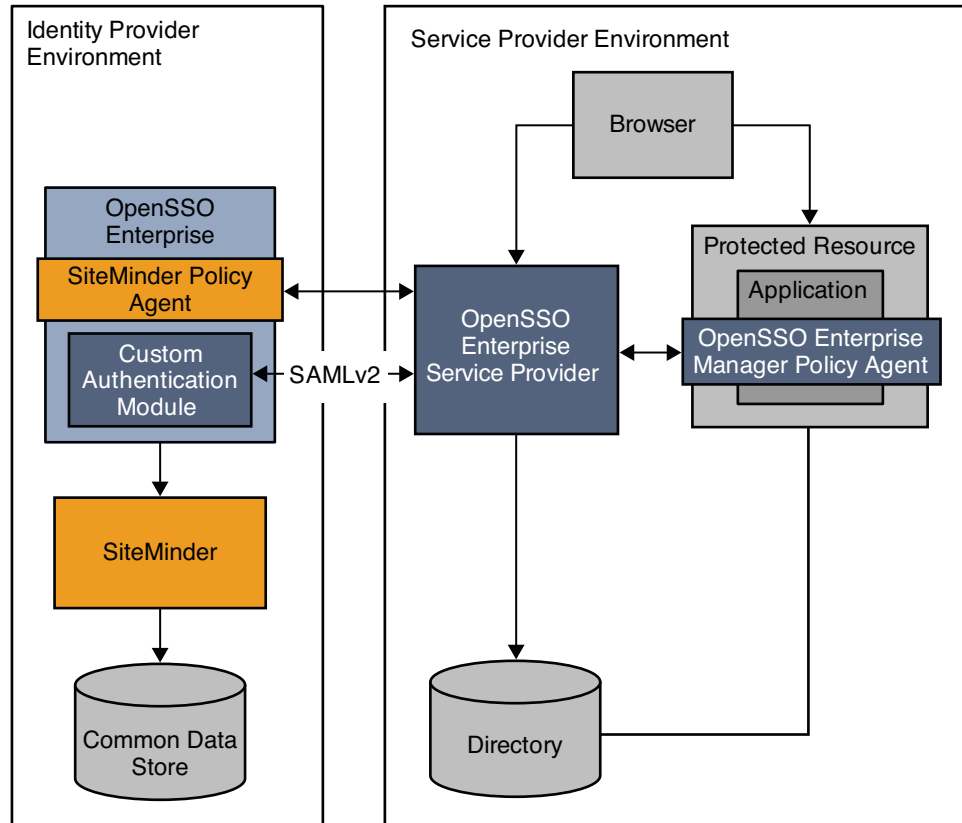 Identity Provider
Environment
OpenSSO
Enterprise
SiteMinder Policy
Agent
Custom
Authentication
Module
SAMLv2
SiteMinder
Common Data
Store
Service Provider Environment
Browser
OpenSSO
Enterprise
Service Provider
Protected Resource
Application
OpenSSO Enterprise
Manager Policy Agent
Directory